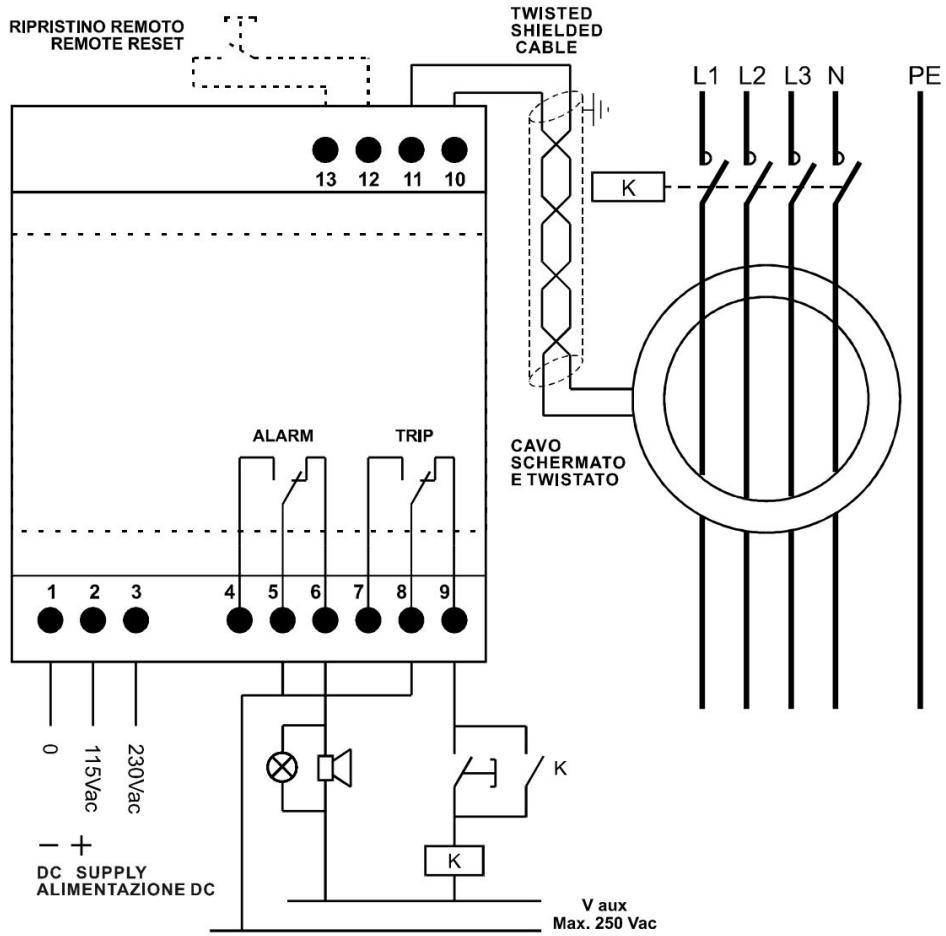 RIPRISTINO REMOTO
REMOTE RESET
TWISTED
SHIELDED
CABLE
L1 L2 L3 N PE
13 12 11 10
K
ALARM TRIP
CAVO
SCHERMATO
E TWISTATO
1 2 3 4 5 6 7 8 9
0
115Vac
230Vac
K
K
– +
DC SUPPLY
ALIMENTAZIONE DC
V aux
Max. 250 Vac